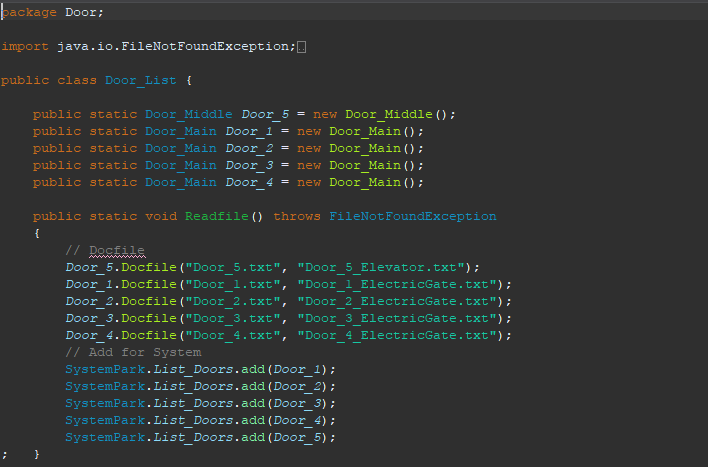 package Door;
import java.io.FileNotFoundException;
public class Door_List {
public static Door_Middle Door_5 = new Door_Middle();
public static Door_Main Door_1 = new Door_Main();
public static Door_Main Door_2 = new Door_Main();
public static Door_Main Door_3 = new Door_Main();
public static Door_Main Door_4 = new Door_Main();
public static void Readfile() throws FileNotFoundException
{
// Docfile
Door_5.Docfile("Door_5.txt", "Door_5_Elevator.txt");
Door_1.Docfile("Door_1.txt", "Door_1_ElectricGate.txt");
Door_2.Docfile("Door_2.txt", "Door_2_ElectricGate.txt");
Door_3.Docfile("Door_3.txt", "Door_3_ElectricGate.txt");
Door_4.Docfile("Door_4.txt", "Door_4_ElectricGate.txt");
// Add for System
SystemPark.List_Doors.add(Door_1);
SystemPark.List_Doors.add(Door_2);
SystemPark.List_Doors.add(Door_3);
SystemPark.List_Doors.add(Door_4);
SystemPark.List_Doors.add(Door_5);
; }